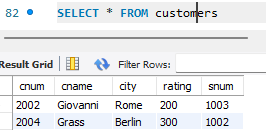 82 SELECT * FROM customers
Result Grid Filter Rows:
cnum cname city rating snum
2002 Giovanni Rome 200 1003
2004 Grass Berlin 300 1002